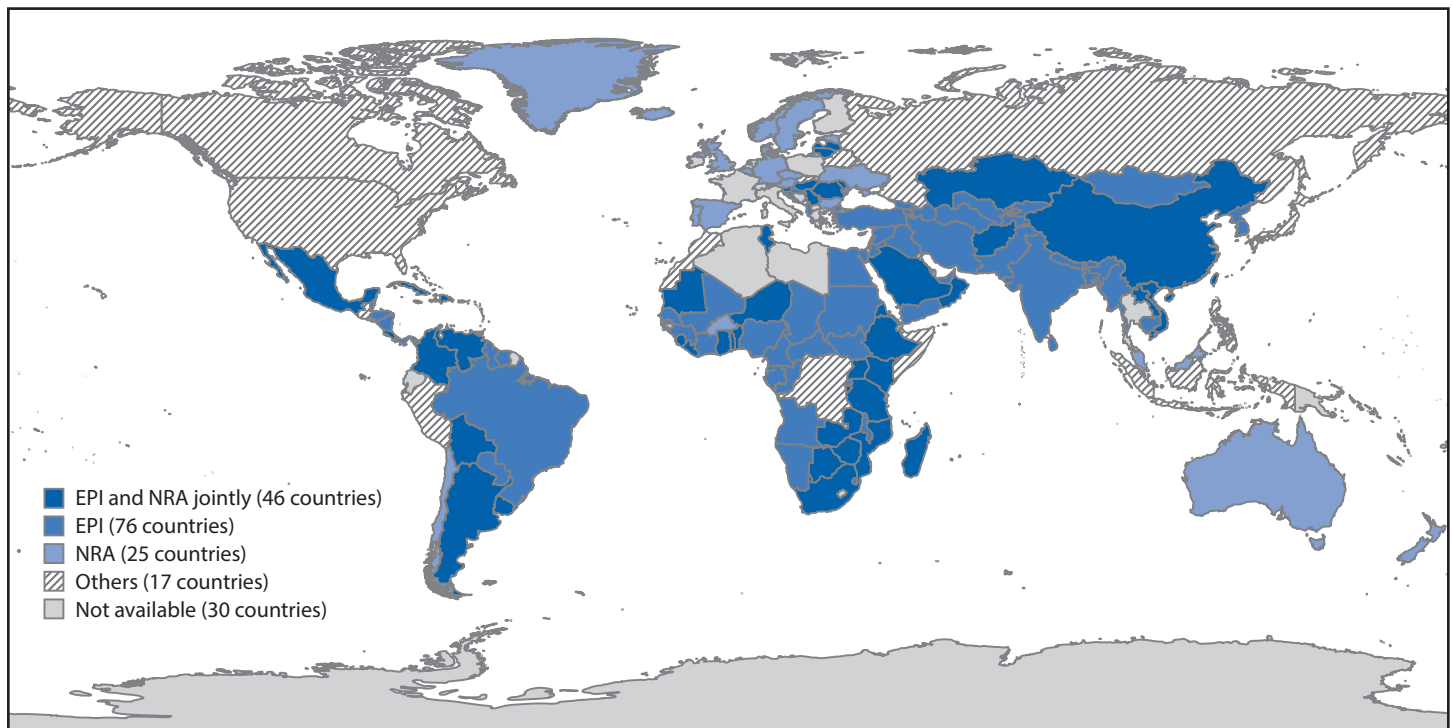 EPI and NRA jointly (46 countries)
EPI (76 countries)
NRA (25 countries)
Others (17 countries)
Not available (30 countries)